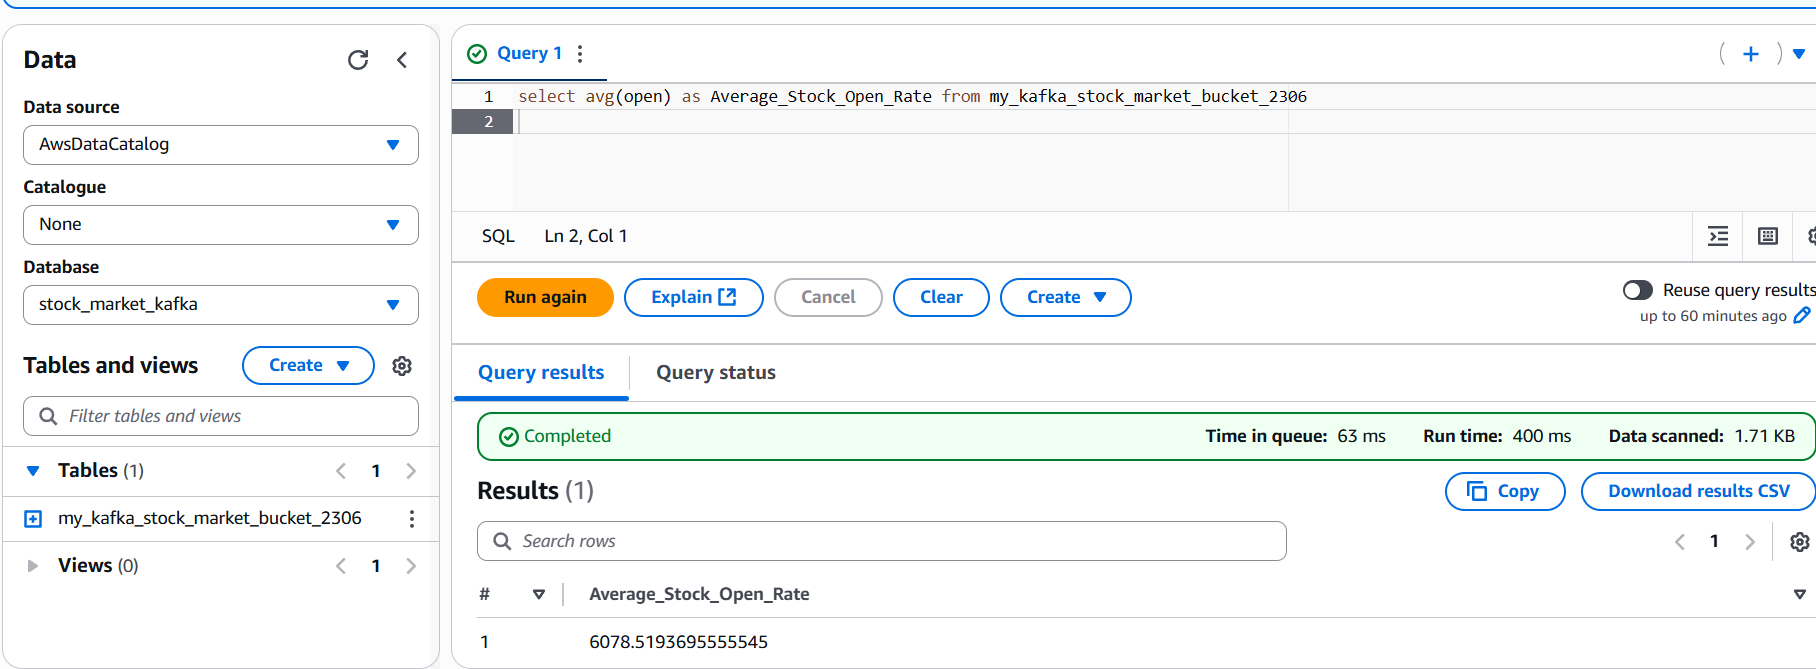 Data
Data source
AwsDataCatalog
Catalogue
None
Database
stock_market_kafka
Tables and views
Create
Filter tables and views
Tables (1)
1
my_kafka_stock_market_bucket_2306
Views (0)
1
Query 1
1 select avg(open) as Average_Stock_Open_Rate from my_kafka_stock_market_bucket_2306
2
SQL Ln 2, Col 1
Run again Explain Cancel Clear Create
Reuse query results
up to 60 minutes ago
Query results Query status
Completed Time in queue: 63 ms Run time: 400 ms Data scanned: 1.71 KB
Results (1) Copy Download results CSV
Search rows 1
# Average_Stock_Open_Rate
1 6078.5193695555545